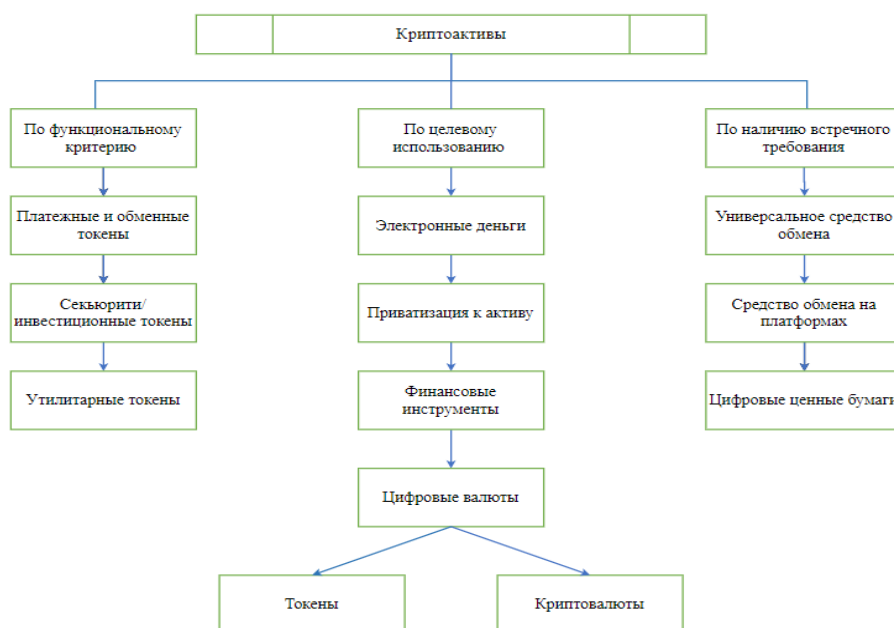 Криптоактивы
По функциональному
критерию
По целевому
использованию
По наличию встречного
требования
Платежные и обменные
токены
Электронные деньги
Универсальное средство
обмена
Секьюрити/
инвестиционные токены
Приватизация к активу
Средство обмена на
платформах
Утилитарные токены
Финансовые
инструменты
Цифровые ценные бумаги
Цифровые валюты
Токены
Криптовалюты